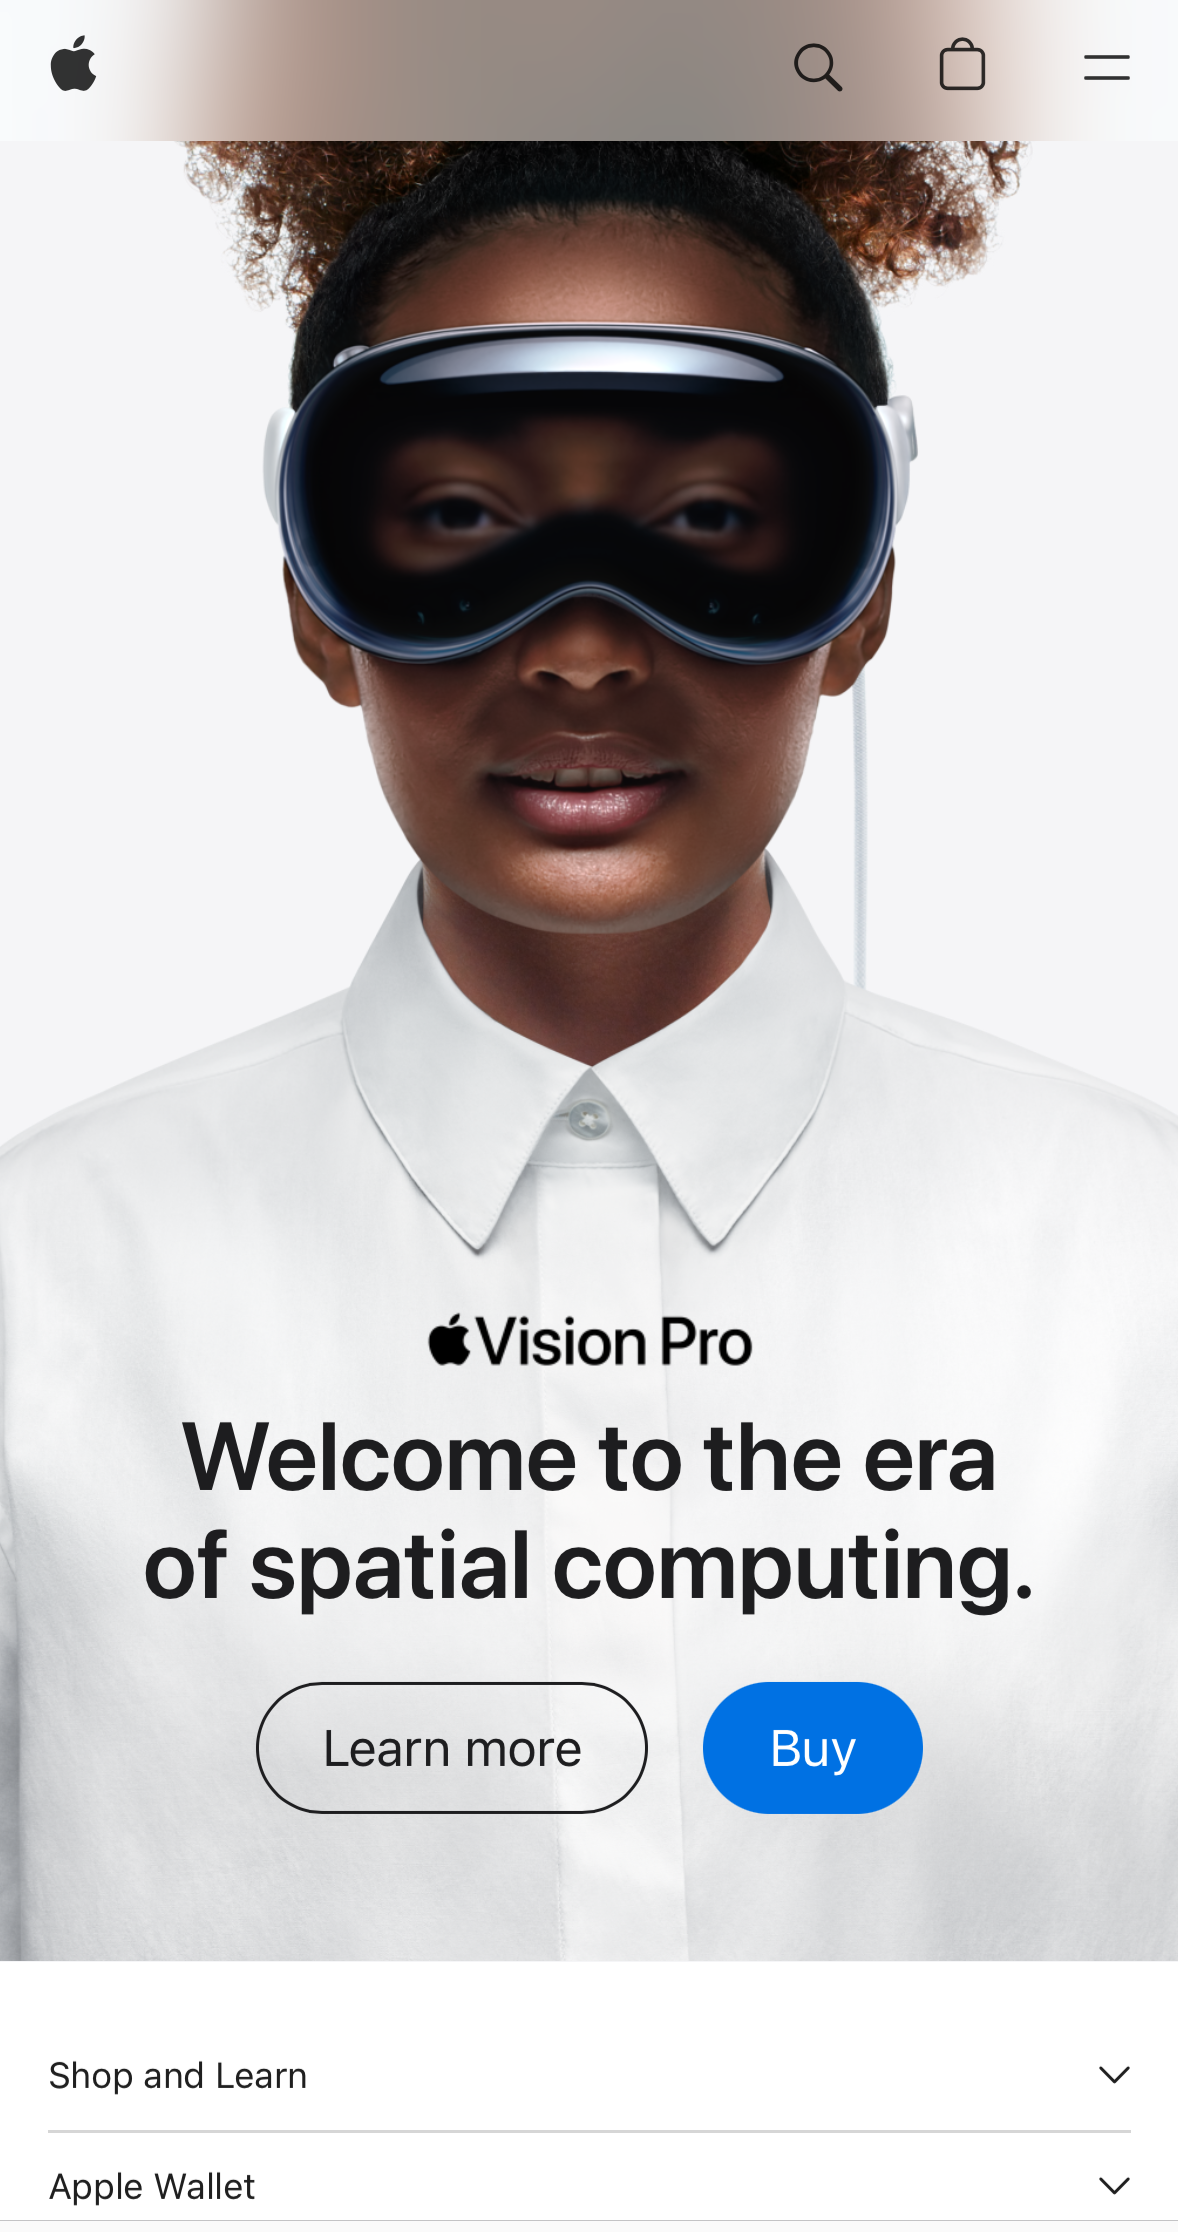 Vision Pro
Welcome to the era
of spatial computing.
Learn more
Buy
Shop and Learn
Apple Wallet